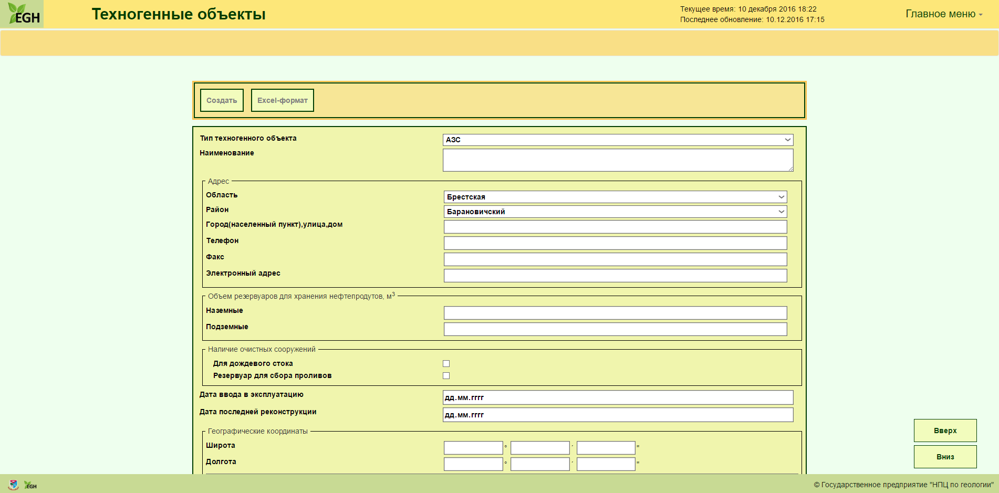 EGH
Техногенные объекты
Текущее время: 10 декабря 2016 18:22
Последнее обновление: 10.12.2016 17:15
Главное меню
Создать
Excel-формат
Тип техногенного объекта
АЗС
Наименование
Адрес
Область
Брестская
Район
Барановичский
Город(населенный пункт),улица,дом
Телефон
Факс
Электронный адрес
Объем резервуаров для хранения нефтепродутов, м³
Наземные
Подземные
Наличие очистных сооружений
Для дождевого стока
Резервуар для сбора проливов
Дата ввода в эксплуатацию
дд.мм.гггг
Дата последней реконструкции
дд.мм.гггг
Географические координаты
Широта
° ′ "
Долгота
° ′ "
Вверх
Вниз
EGH
© Государственное предприятие "НПЦ по геологии"